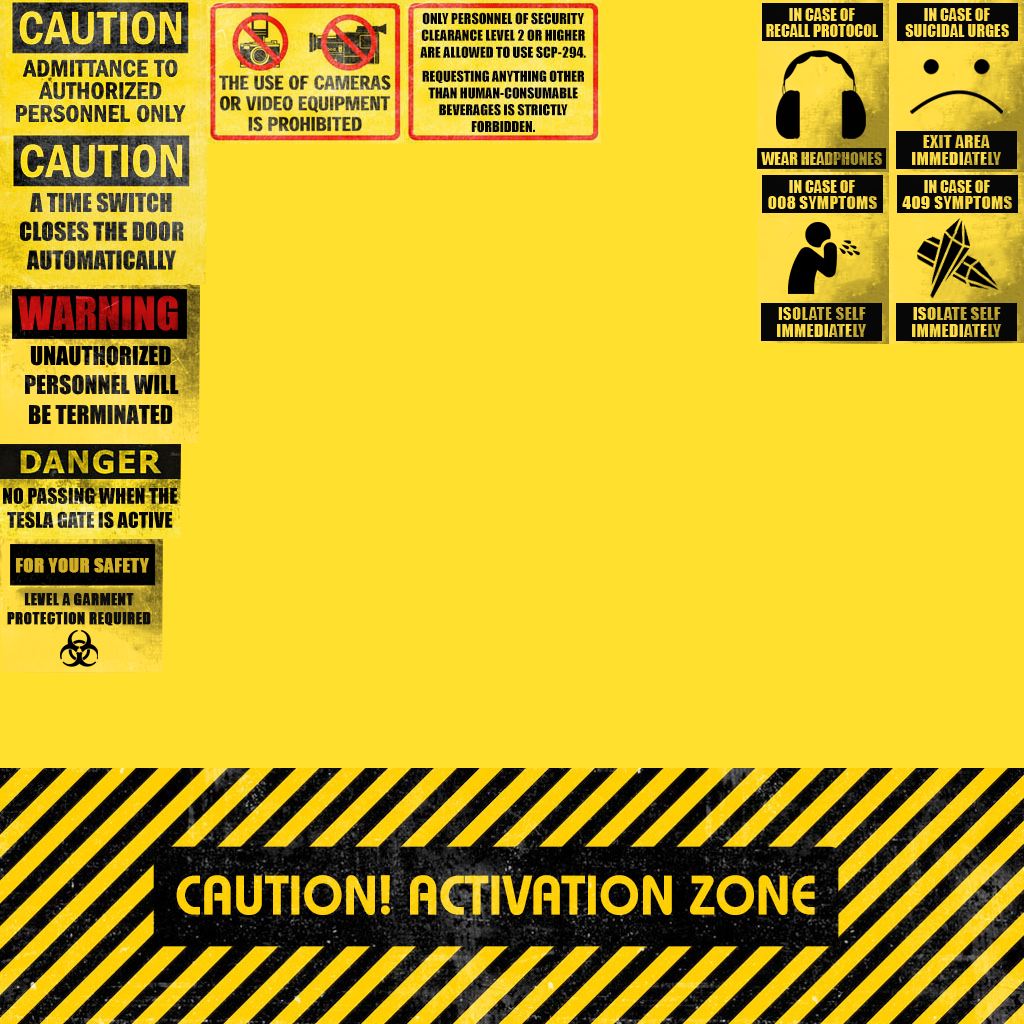 CAUTION
ADMITTANCE TO
AUTHORIZED
PERSONNEL ONLY
CAUTION
A TIME SWITCH
CLOSES THE DOOR
AUTOMATICALLY
WARNING
UNAUTHORIZED
PERSONNEL WILL
BE TERMINATED
DANGER
NO PASSING WHEN THE
TESLA GATE IS ACTIVE
FOR YOUR SAFETY
LEVEL A GARMENT
PROTECTION REQUIRED
THE USE OF CAMERAS
OR VIDEO EQUIPMENT
IS PROHIBITED
ONLY PERSONNEL OF SECURITY
CLEARANCE LEVEL 2 OR HIGHER
ARE ALLOWED TO USE SCP-294.
REQUESTING ANYTHING OTHER
THAN HUMAN-CONSUMABLE
BEVERAGES IS STRICTLY
FORBIDDEN.
IN CASE OF
RECALL PROTOCOL
WEAR HEADPHONES
IN CASE OF
SUICIDAL URGES
EXIT AREA
IMMEDIATELY
IN CASE OF
008 SYMPTOMS
ISOLATE SELF
IMMEDIATELY
IN CASE OF
409 SYMPTOMS
ISOLATE SELF
IMMEDIATELY
CAUTION! ACTIVATION ZONE